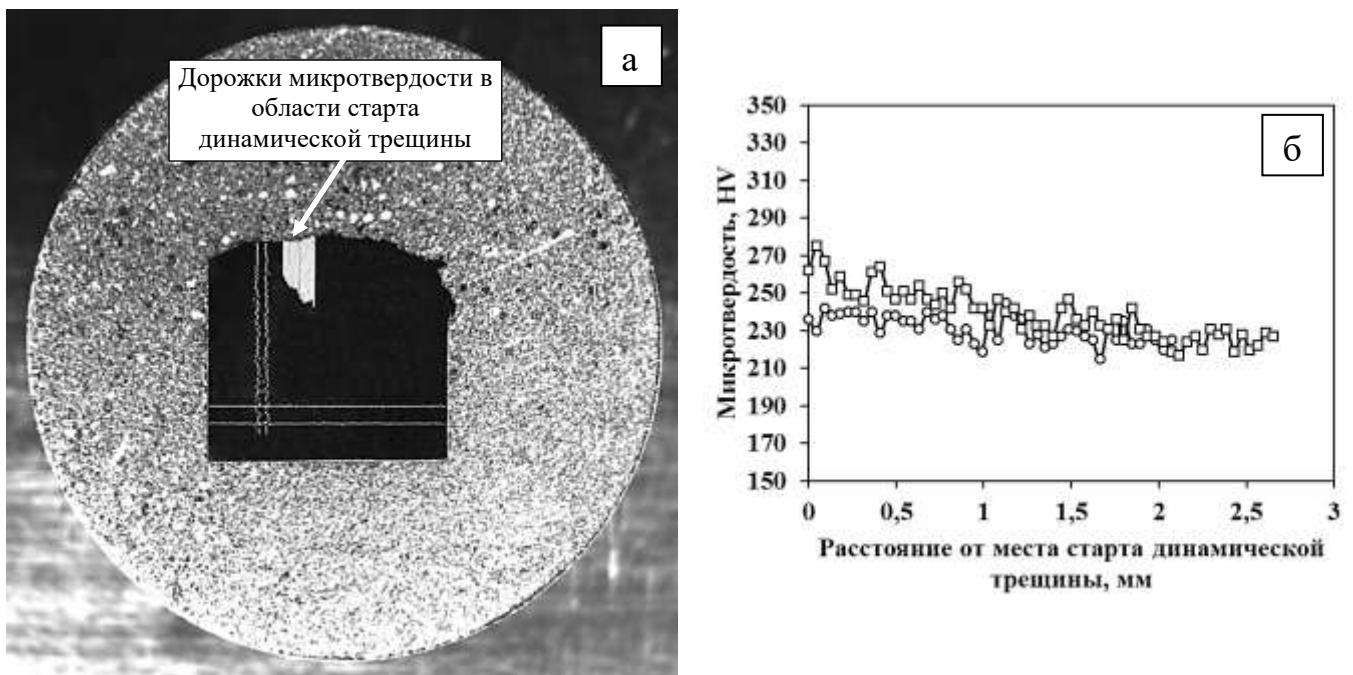 а
Дорожки микротвердости в
области старта
динамической трещины
б
Микротвердость, HV
350
330
310
290
270
250
230
210
190
170
150
0
0,5
1
1,5
2
2,5
3
Расстояние от места старта динамической
трещины, мм